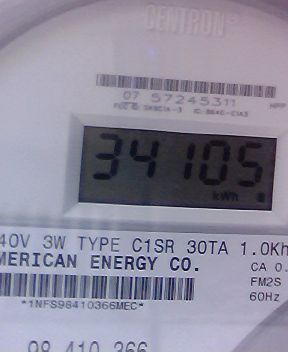 CENTRON®
07 57245311
34105
kWh
40V 3W TYPE C1SR 30TA 1.0Kh
MERICAN ENERGY CO.
CA 0.
FM2S
60Hz
*1NFS98410366MEC*
98 410 366